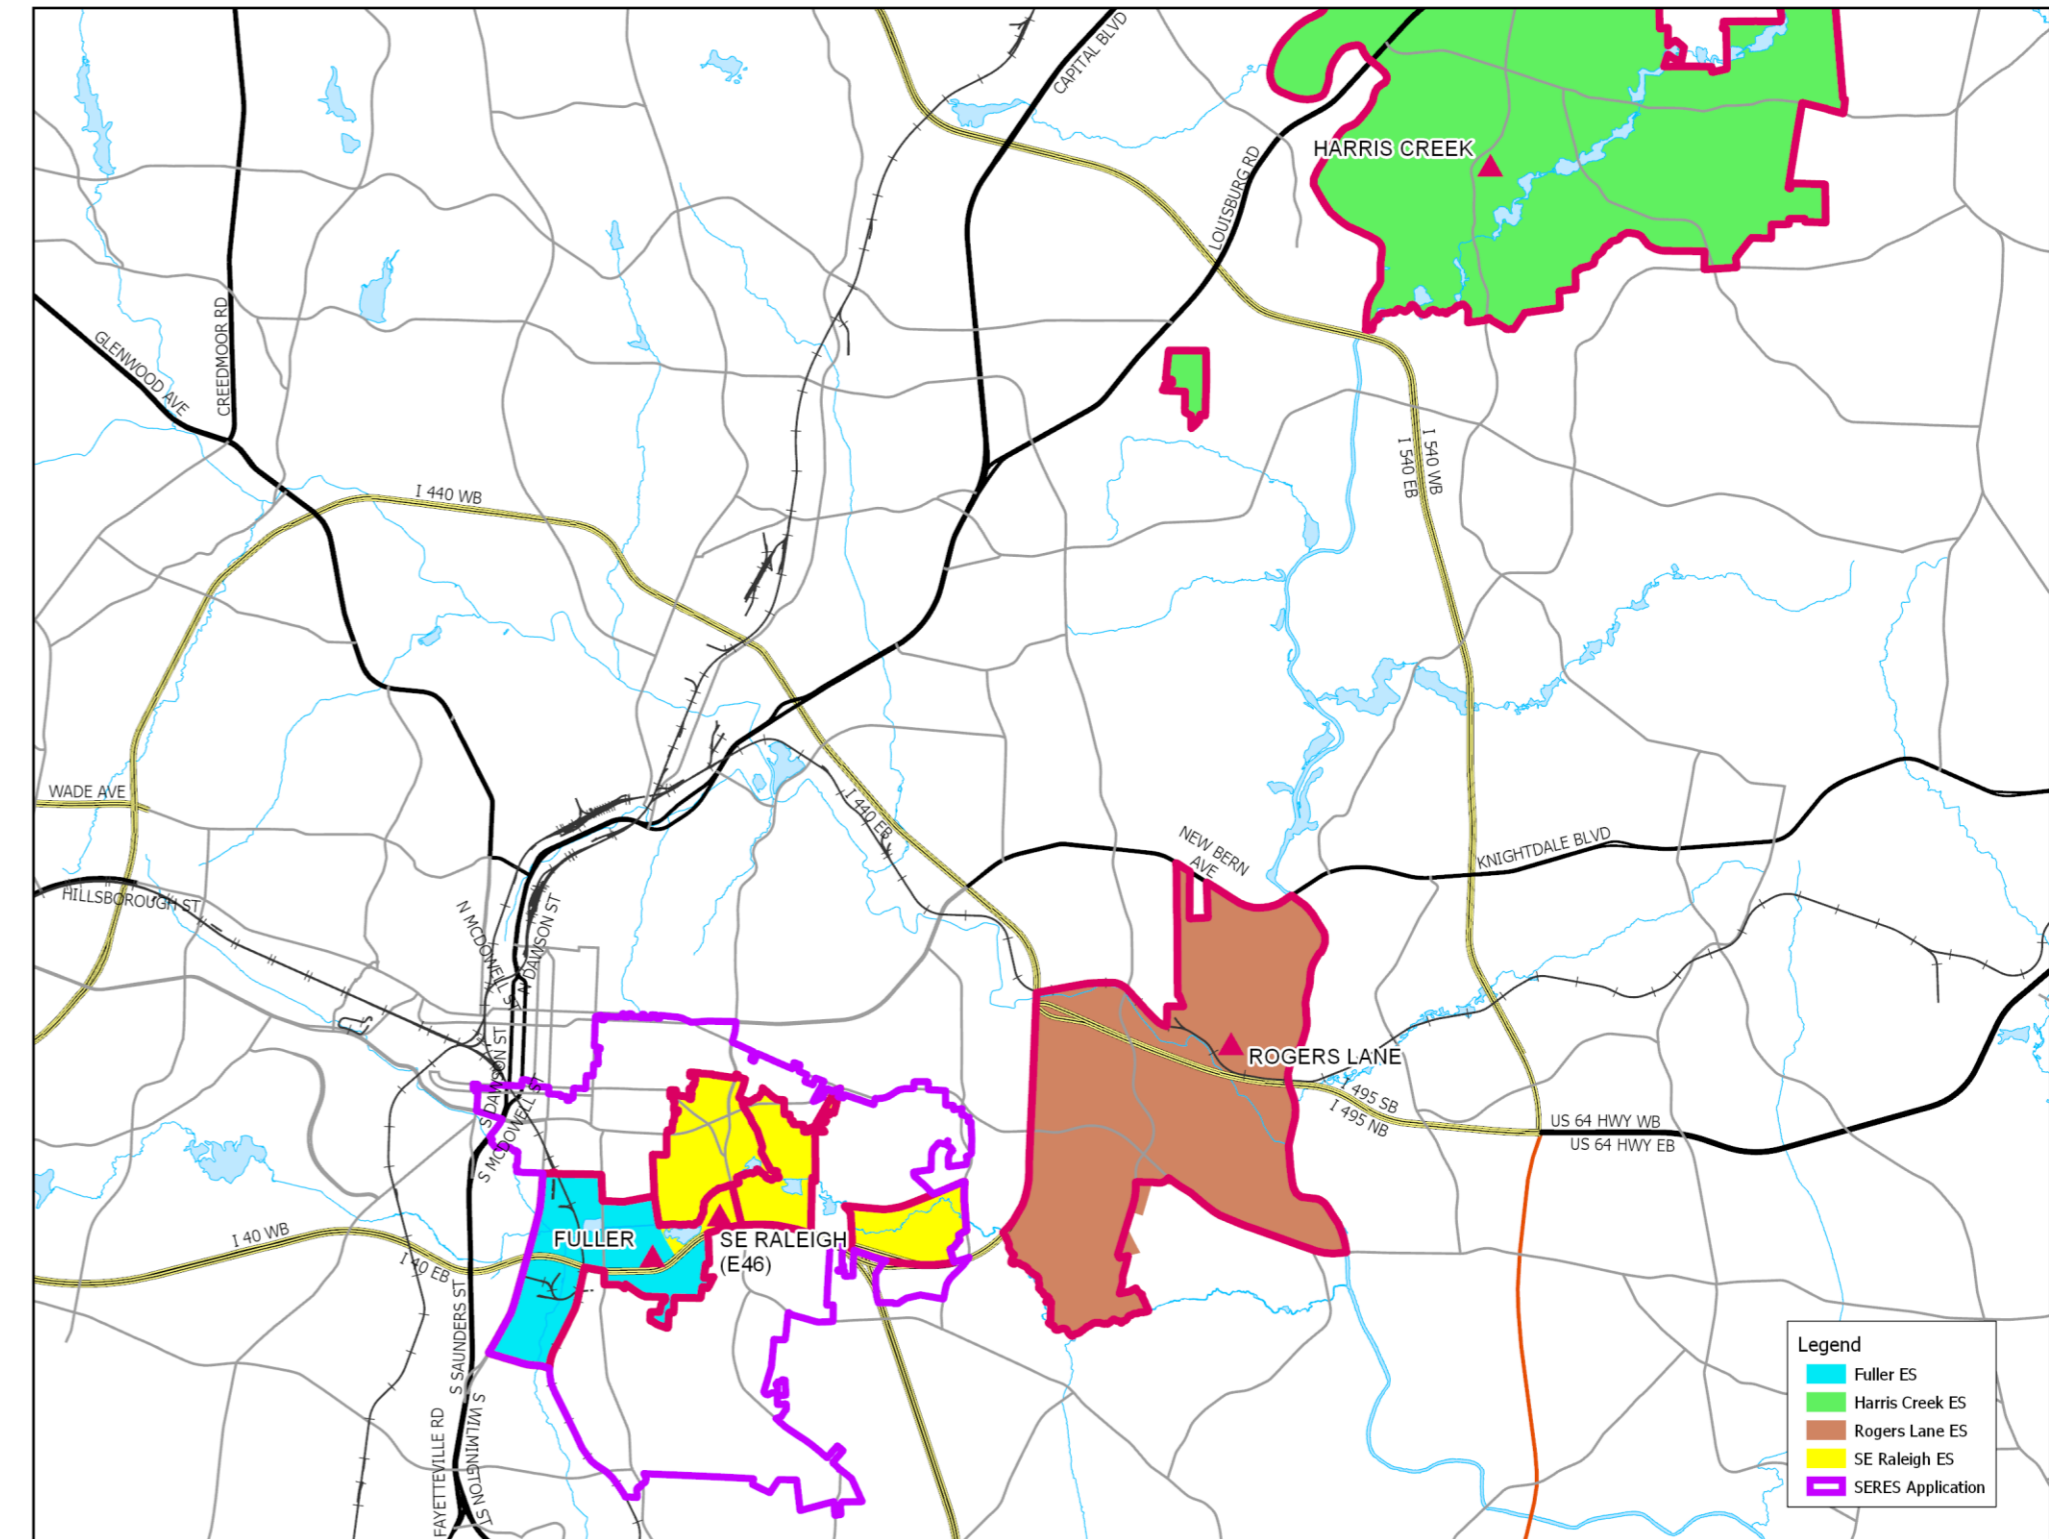 CAPITAL BLVD
HARRIS CREEK
LOUISBURG RD
CREEDMOOR RD
GLENWOOD AVE
I 540 WB
I 540 EB
I 440 WB
WADE AVE
I 440 EB
NEW BERN
AVE
KNIGHTDALE BLVD
HILLSBOROUGH ST
N MCDOWELL ST
N DAWSON ST
S DAWSON ST
S MCDOWELL ST
ROGERS LANE
I 495 SB
I 495 NB
US 64 HWY WB
US 64 HWY EB
I 40 WB
I 40 EB
FULLER
SE RALEIGH
(E46)
S SAUNDERS ST
FAYETTEVILLE RD
S WILMINGTON ST
Legend
Fuller ES
Harris Creek ES
Rogers Lane ES
SE Raleigh ES
SERES Application